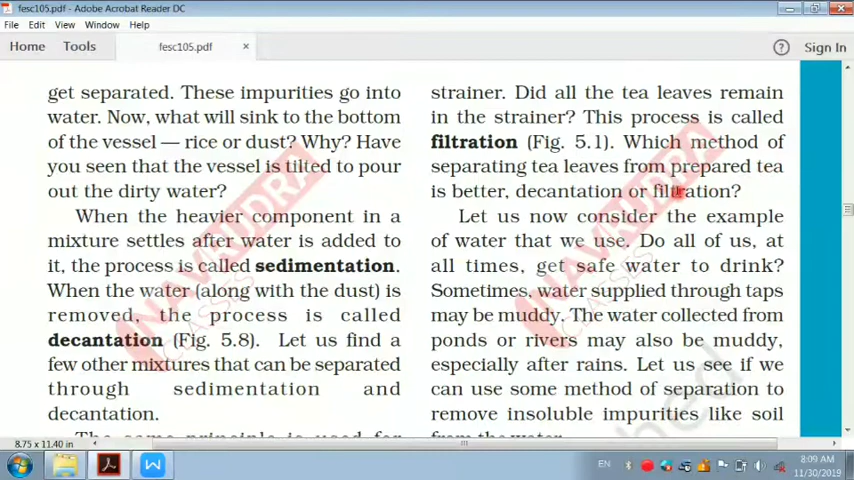 fesc105.pdf - Adobe Acrobat Reader DC
File Edit View Window Help
Home Tools fesc105.pdf × ? Sign In
get separated. These impurities go into
water. Now, what will sink to the bottom
of the vessel — rice or dust? Why? Have
you seen that the vessel is tilted to pour
out the dirty water?
When the heavier component in a
mixture settles after water is added to
it, the process is called sedimentation.
When the water (along with the dust) is
removed, the process is called
decantation (Fig. 5.8). Let us find a
few other mixtures that can be separated
through sedimentation and
decantation.
The same principle is used for
strainer. Did all the tea leaves remain
in the strainer? This process is called
filtration (Fig. 5.1). Which method of
separating tea leaves from prepared tea
is better, decantation or filtration?
Let us now consider the example
of water that we use. Do all of us, at
all times, get safe water to drink?
Sometimes, water supplied through taps
may be muddy. The water collected from
ponds or rivers may also be muddy,
especially after rains. Let us see if we
can use some method of separation to
remove insoluble impurities like soil
from the water.
NAVRUDRA
CLASSES
NAVRUDRA
CLASSES
8.75 x 11.40 in
EN 8:09 AM
11/30/2019